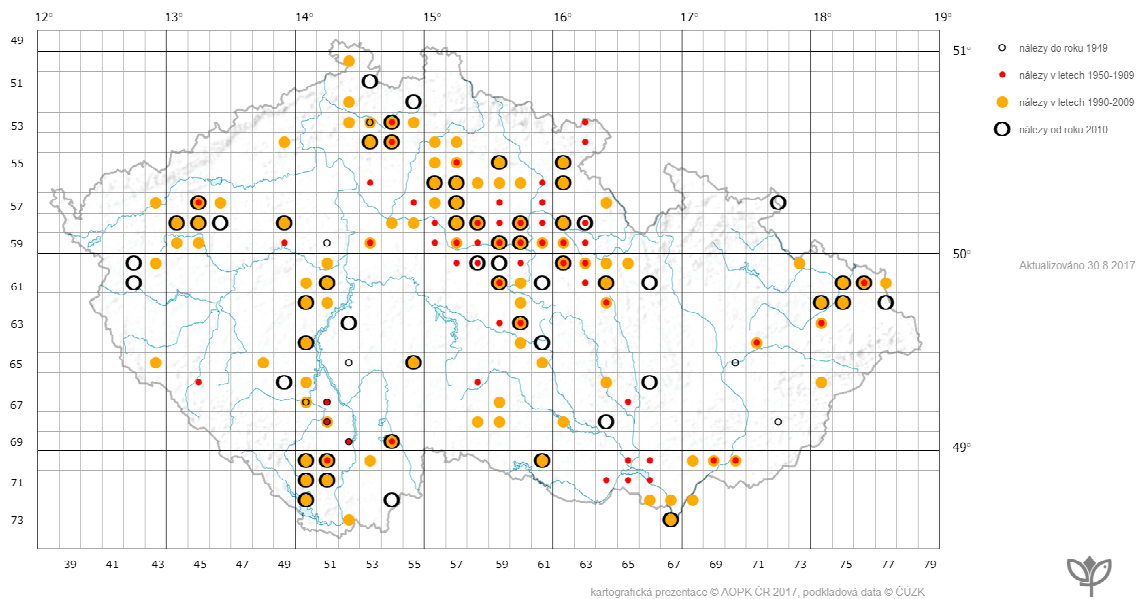 12° 13° 14° 15° 16° 17° 18° 19°
49
51°
nálezy do roku 1949
51
nálezy v letech 1950-1989
nálezy v letech 1990-2009
53
nálezy od roku 2010
55
57
59
50°
Aktualizováno 30.8.2017
61
63
65
67
69
49°
71
73
39 41 43 45 47 49 51 53 55 57 59 61 63 65 67 69 71 73 75 77 79
kartografická prezentace © AOPK ČR 2017, podkladová data © ČÚZK